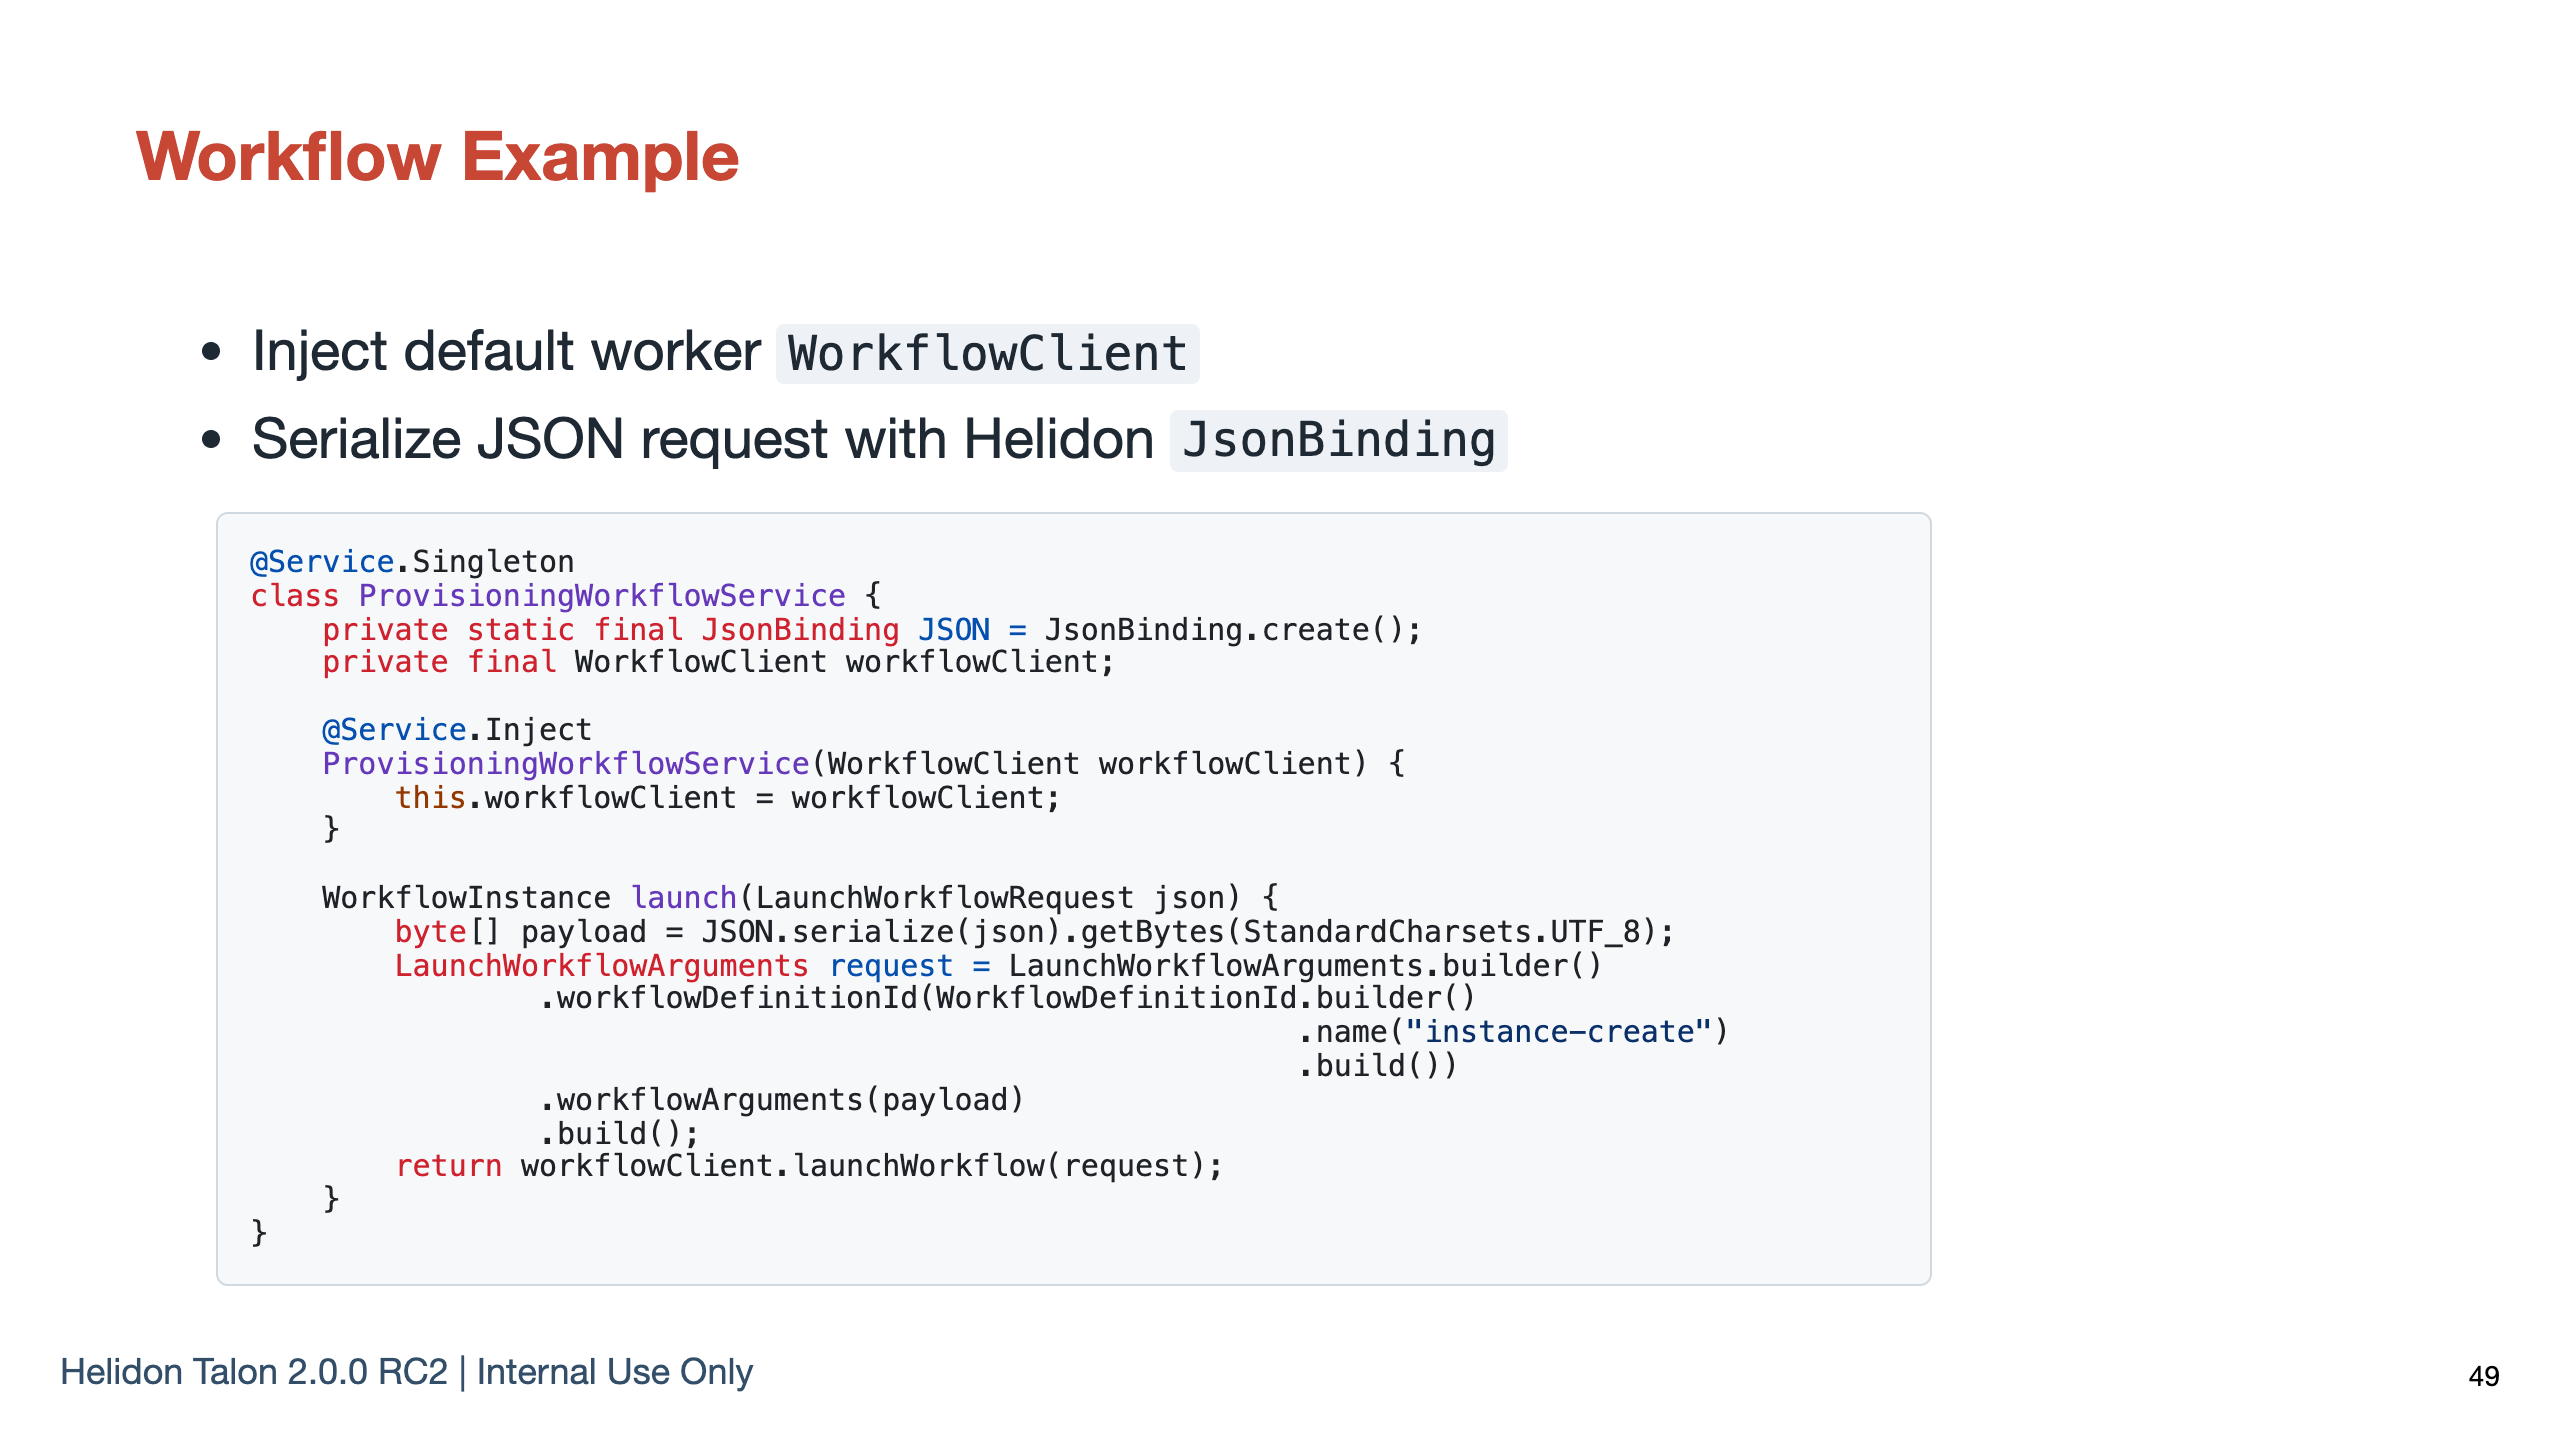 Workflow Example
• Inject default worker WorkflowClient
• Serialize JSON request with Helidon JsonBinding
@Service.Singleton
class ProvisioningWorkflowService {
    private static final JsonBinding JSON = JsonBinding.create();
    private final WorkflowClient workflowClient;

    @Service.Inject
    ProvisioningWorkflowService(WorkflowClient workflowClient) {
        this.workflowClient = workflowClient;
    }

    WorkflowInstance launch(LaunchWorkflowRequest json) {
        byte[] payload = JSON.serialize(json).getBytes(StandardCharsets.UTF_8);
        LaunchWorkflowArguments request = LaunchWorkflowArguments.builder()
                .workflowDefinitionId(WorkflowDefinitionId.builder()
                                                          .name("instance-create")
                                                          .build())
                .workflowArguments(payload)
                .build();
        return workflowClient.launchWorkflow(request);
    }
}
Helidon Talon 2.0.0 RC2 | Internal Use Only
49